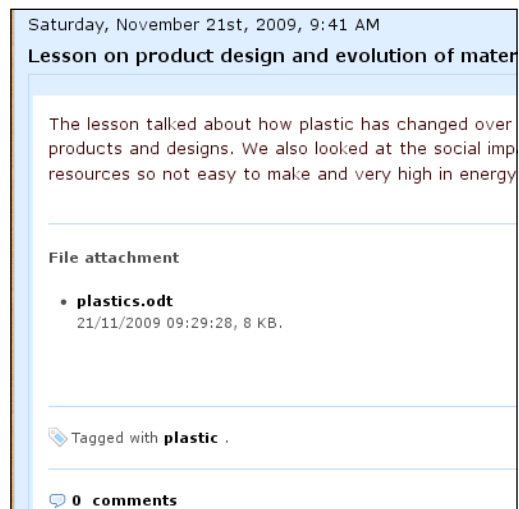 Saturday, November 21st, 2009, 9:41 AM
Lesson on product design and evolution of mater
The lesson talked about how plastic has changed over
products and designs. We also looked at the social imp
resources so not easy to make and very high in energy
File attachment
• plastics.odt
21/11/2009 09:29:28, 8 KB.
Tagged with plastic .
0 comments